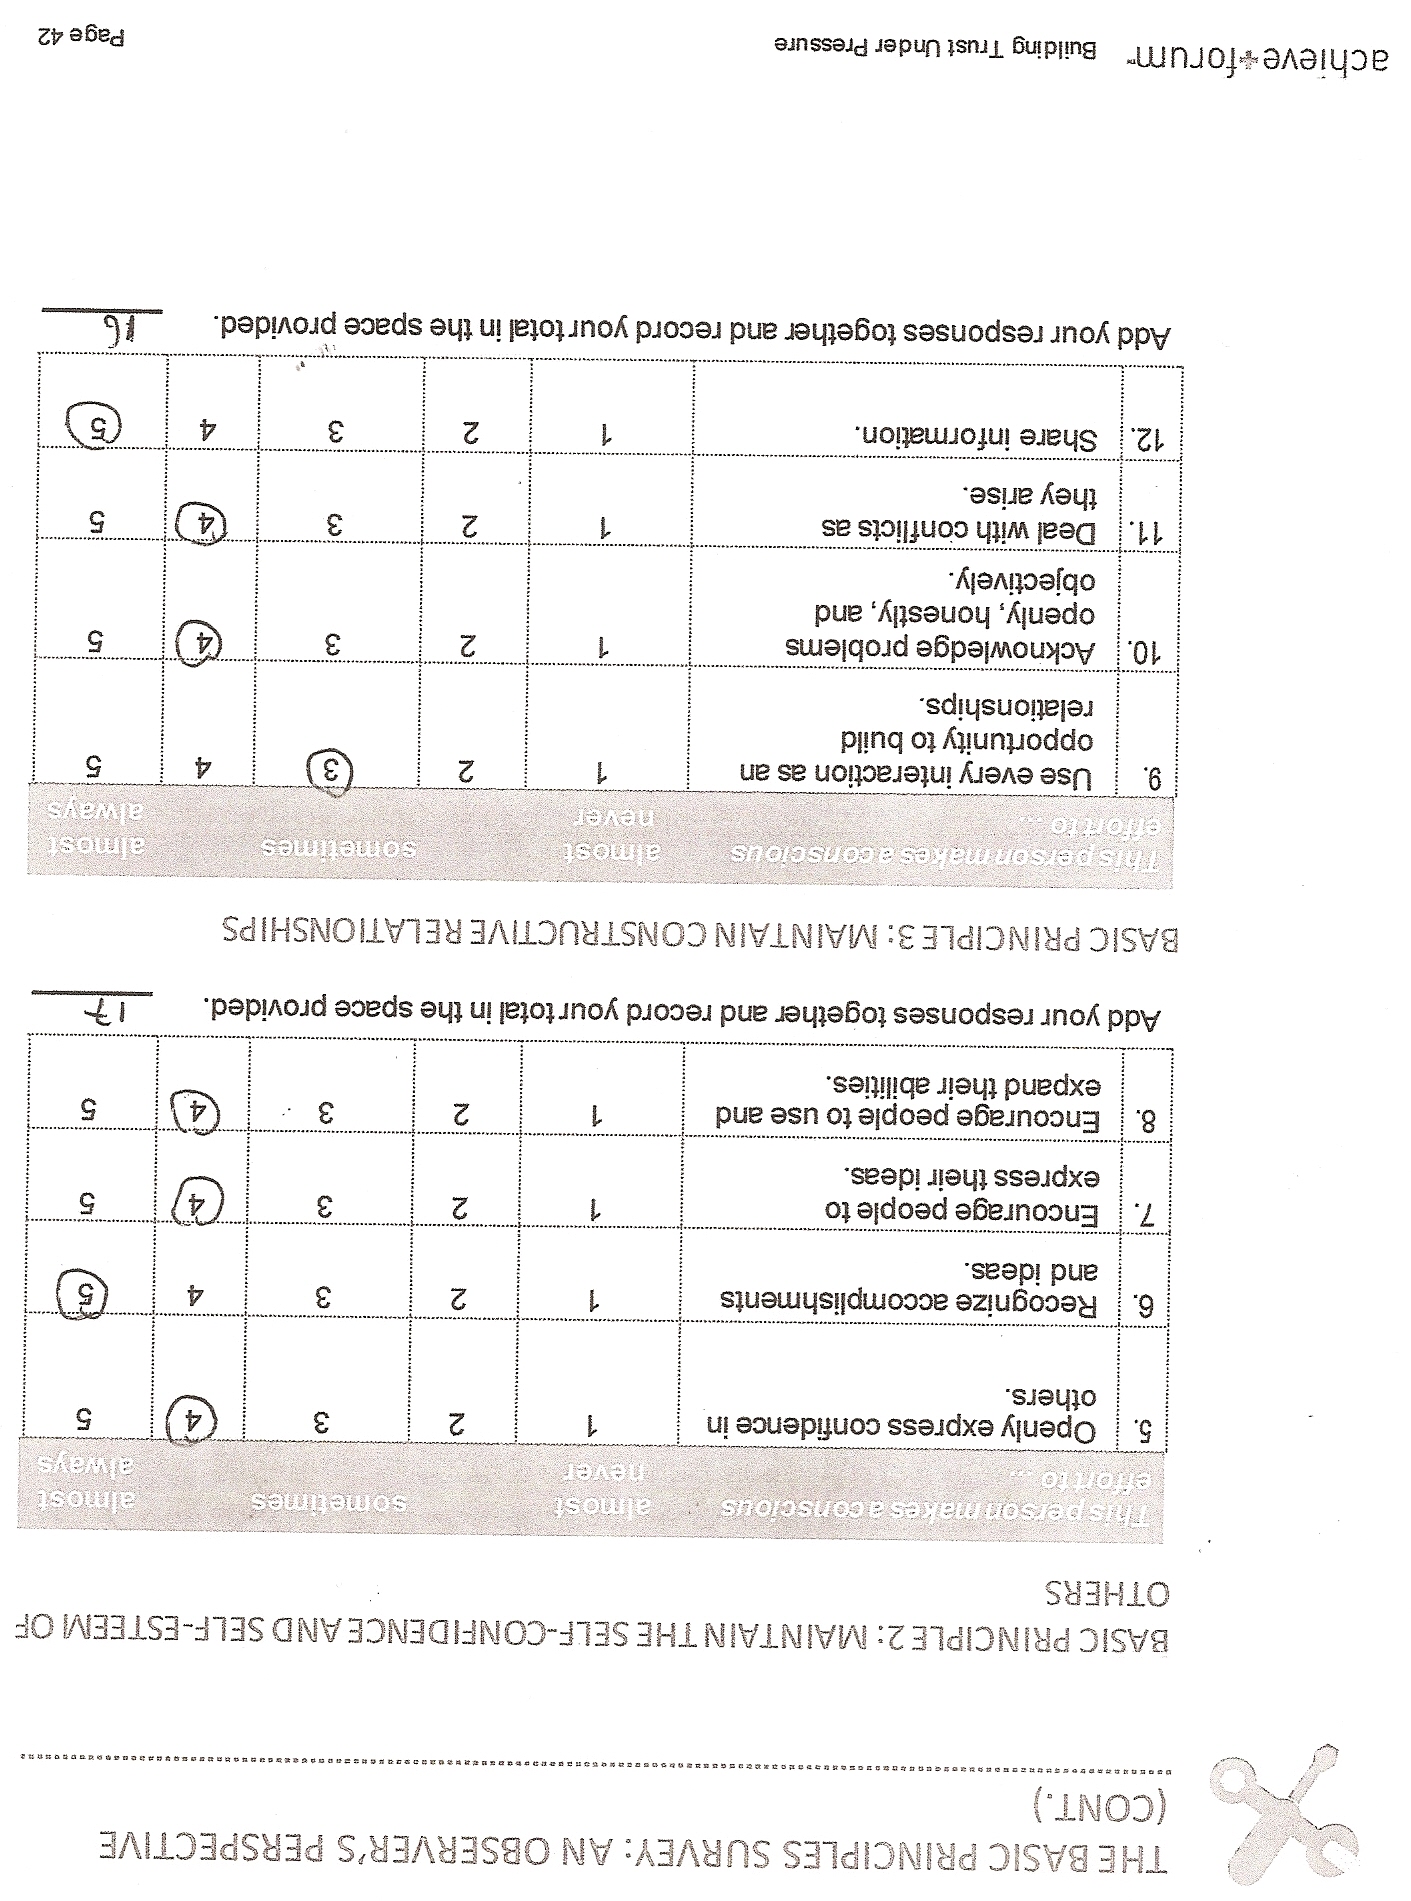 THE BASIC PRINCIPLES SURVEY: AN OBSERVER'S PERSPECTIVE
(CONT.)
BASIC PRINCIPLE 2: MAINTAIN THE SELF-CONFIDENCE AND SELF-ESTEEM OF
OTHERS
This person makes a conscious almost sometimes almost
effort to ... never always
5. Openly express confidence in 1 2 3 4 5
others.
6. Recognize accomplishments 1 2 3 4 5
and ideas.
7. Encourage people to 1 2 3 4 5
express their ideas.
8. Encourage people to use and 1 2 3 4 5
expand their abilities.
Add your responses together and record your total in the space provided. 17
BASIC PRINCIPLE 3: MAINTAIN CONSTRUCTIVE RELATIONSHIPS
This person makes a conscious almost sometimes almost
effort to ... never always
9. Use every interaction as an 1 2 3 4 5
opportunity to build
relationships.
10. Acknowledge problems 1 2 3 4 5
openly, honestly, and
objectively.
11. Deal with conflicts as 1 2 3 4 5
they arise.
12. Share information. 1 2 3 4 5
Add your responses together and record your total in the space provided. 16
achieve+forum™ Building Trust Under Pressure Page 42